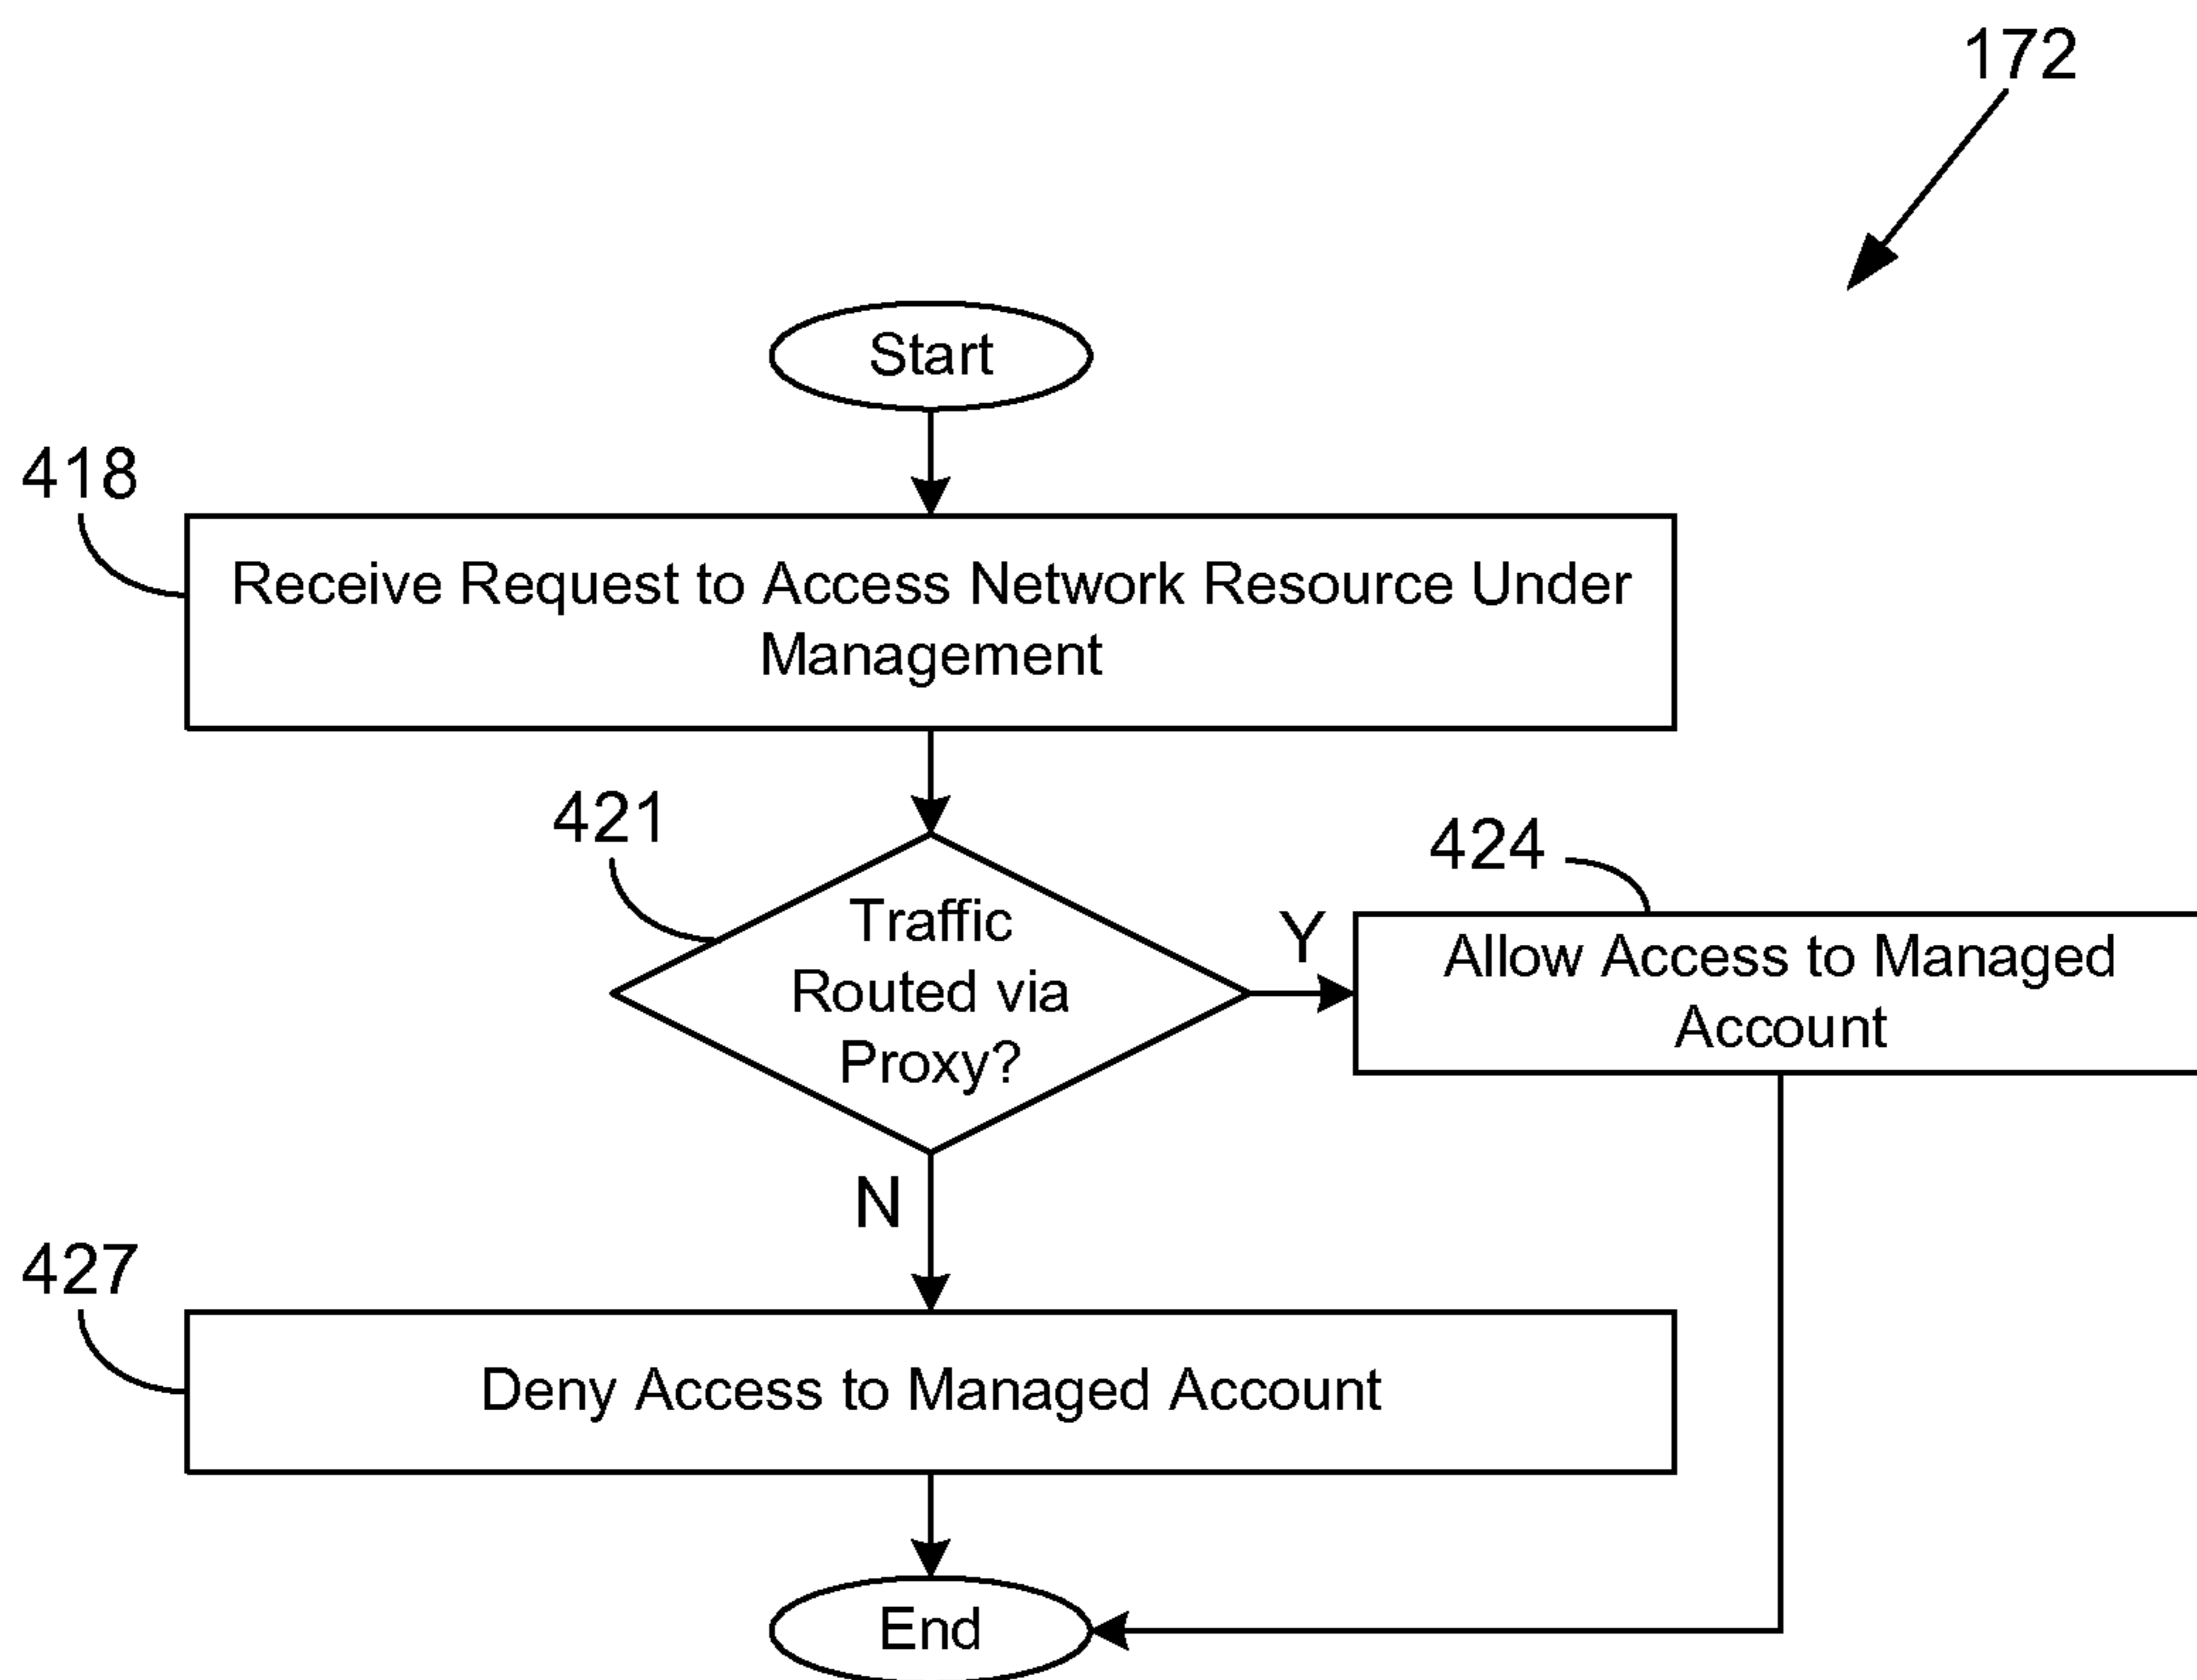 172
Start
418
Receive Request to Access Network Resource Under
Management
421
Traffic
Routed via
Proxy?
Y
424
Allow Access to Managed
Account
N
427
Deny Access to Managed Account
End